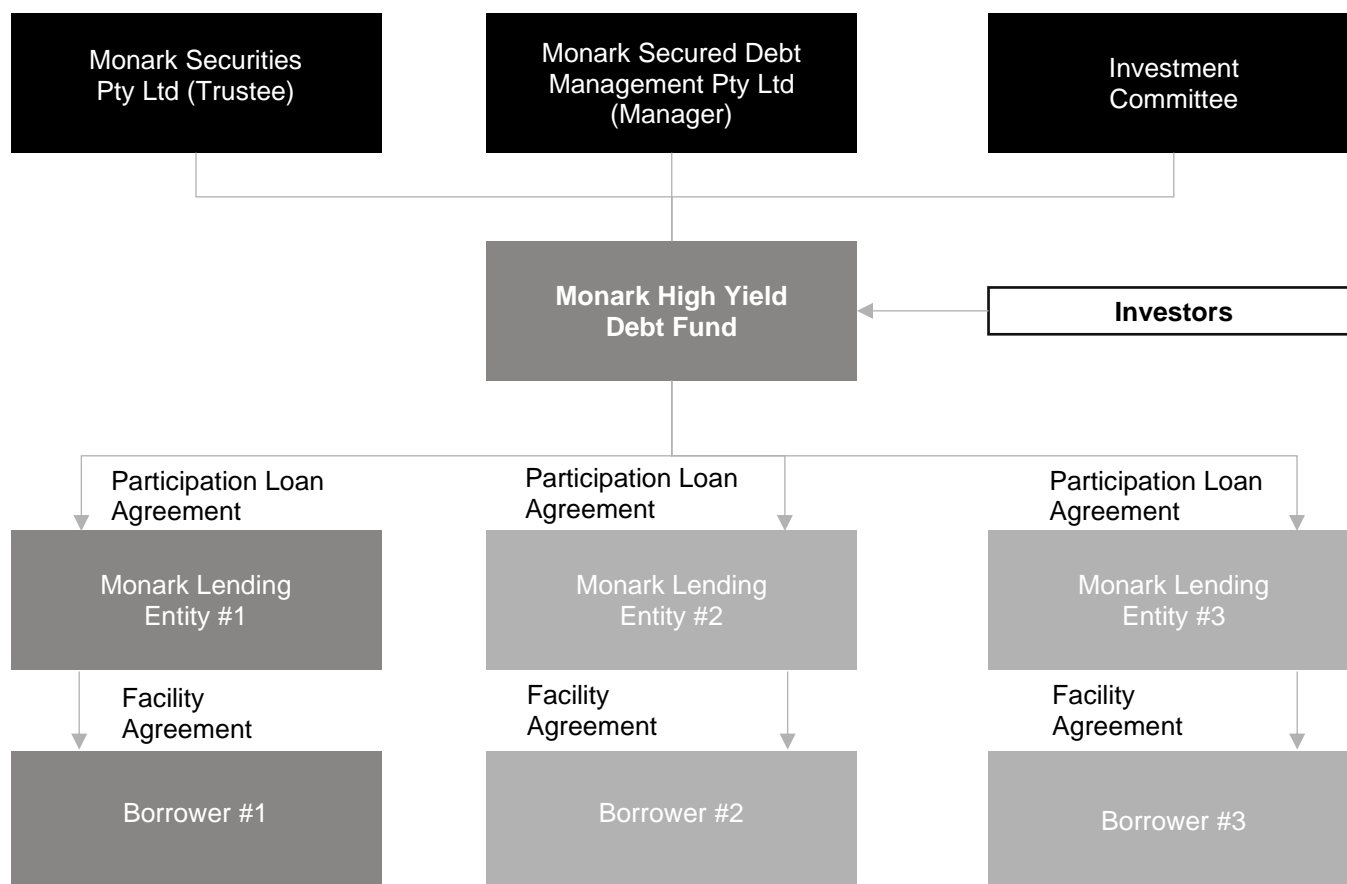 Monark Securities
Pty Ltd (Trustee)
Monark Secured Debt
Management Pty Ltd
(Manager)
Investment
Committee
Monark High Yield
Debt Fund
Investors
Participation Loan
Agreement
Participation Loan
Agreement
Participation Loan
Agreement
Monark Lending
Entity #1
Monark Lending
Entity #2
Monark Lending
Entity #3
Facility
Agreement
Facility
Agreement
Facility
Agreement
Borrower #1
Borrower #2
Borrower #3